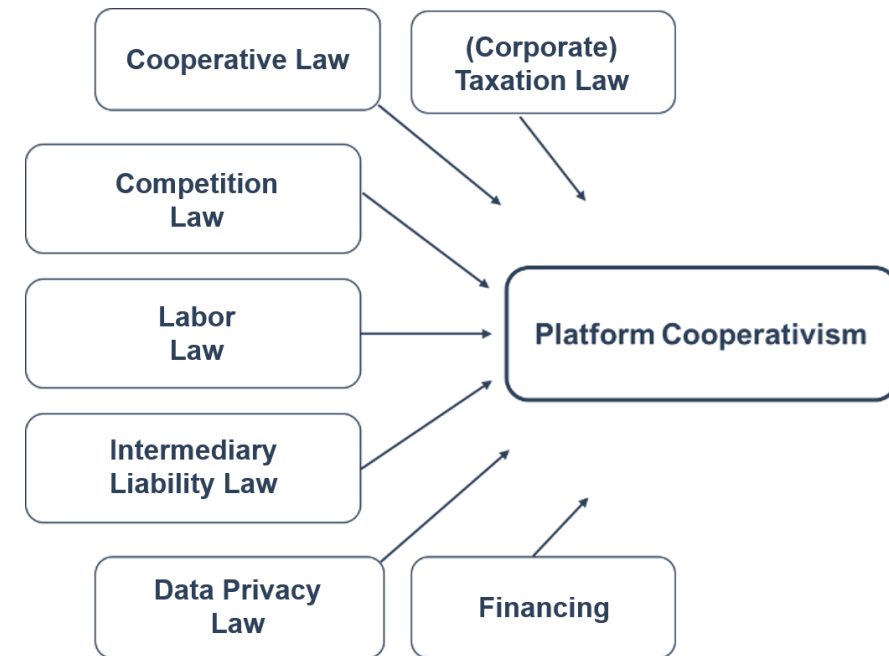 Cooperative Law
(Corporate)
Taxation Law
Competition
Law
Labor
Law
Platform Cooperativism
Intermediary
Liability Law
Data Privacy
Law
Financing